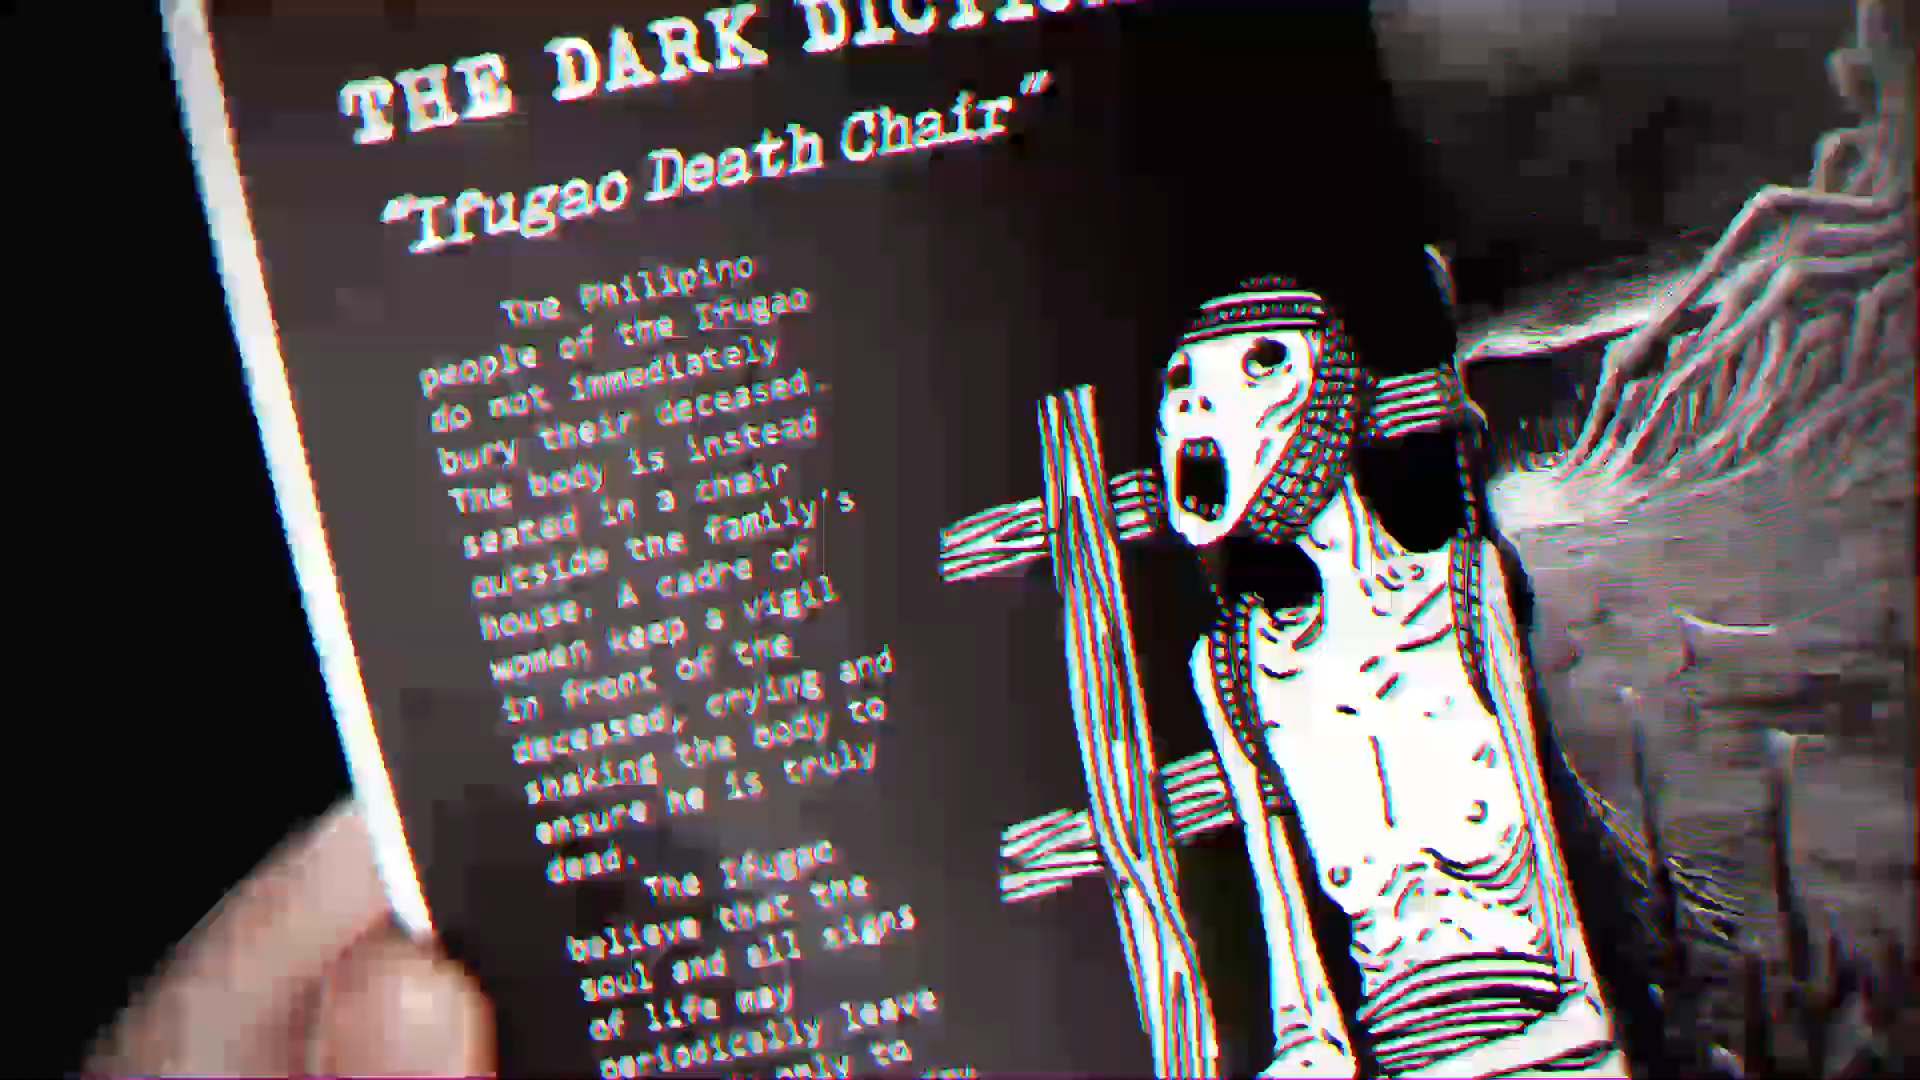 THE DARK
"Ifugao Death Chair"
The Philipino
people of the Ifugao
do not immediately
bury their deceased.
The body is instead
seated in a chair
outside the family's
house. A cadre of
women keep a vigil
in front of the
deceased, crying and
shaking the body to
ensure he is truly
dead.
The Ifugao
believe that the
soul and all signs
of life may
periodically leave
only to